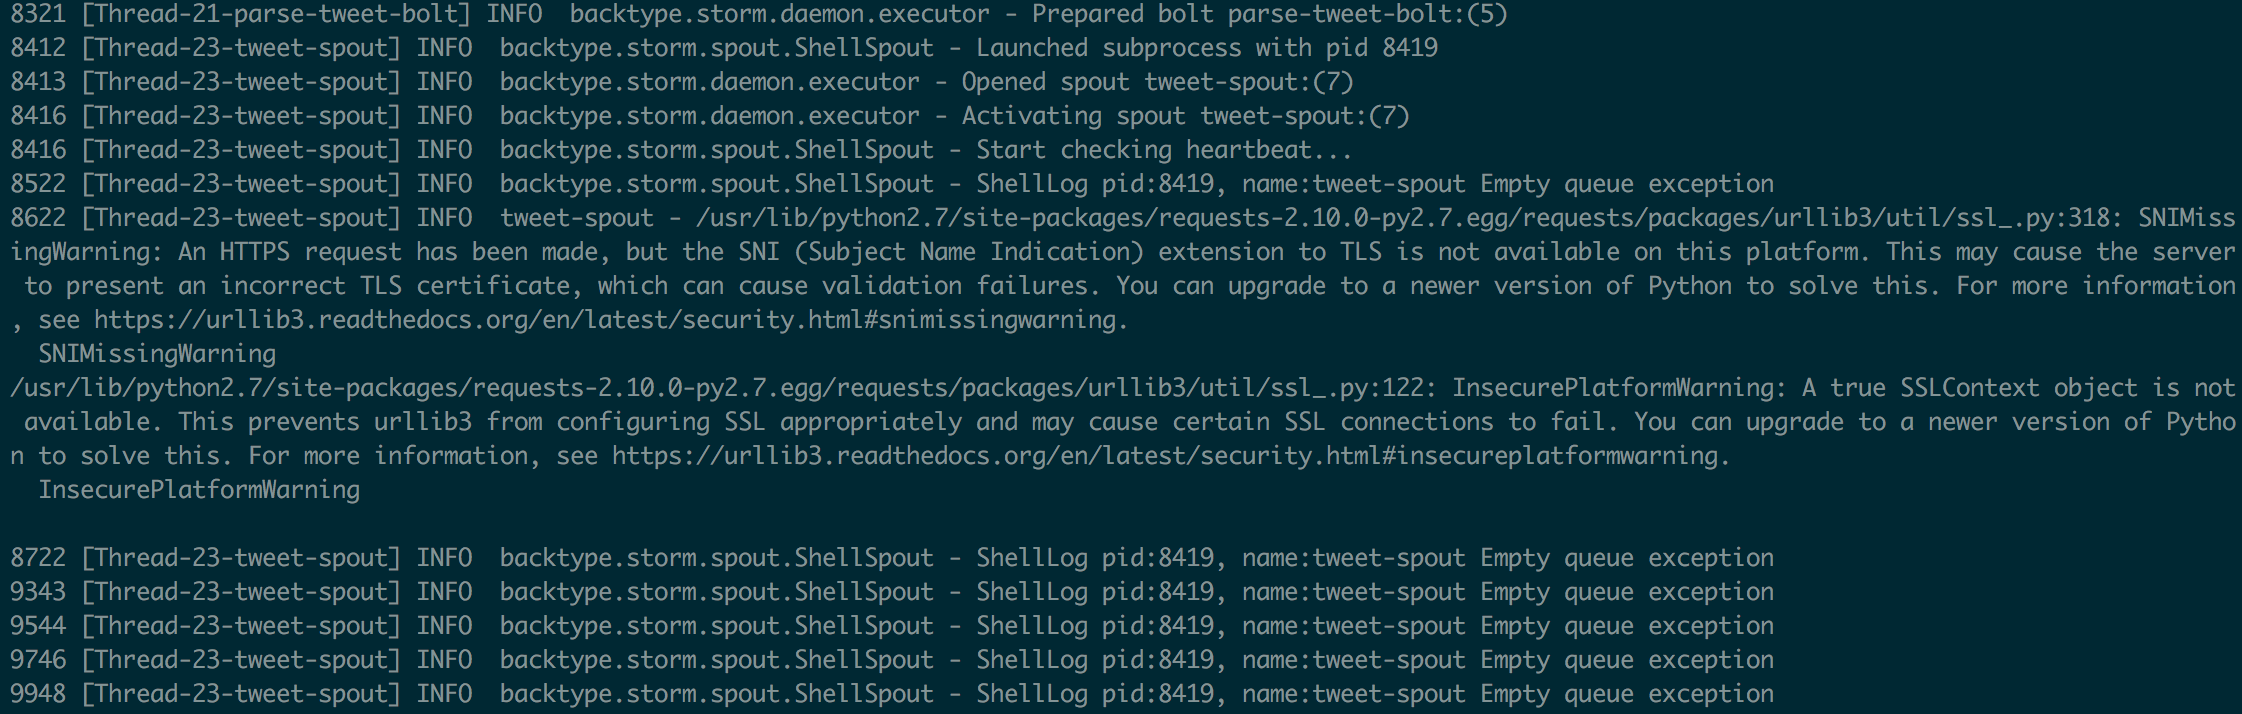 8321 [Thread-21-parse-tweet-bolt] INFO  backtype.storm.daemon.executor - Prepared bolt parse-tweet-bolt:(5)
8412 [Thread-23-tweet-spout] INFO  backtype.storm.spout.ShellSpout - Launched subprocess with pid 8419
8413 [Thread-23-tweet-spout] INFO  backtype.storm.daemon.executor - Opened spout tweet-spout:(7)
8416 [Thread-23-tweet-spout] INFO  backtype.storm.daemon.executor - Activating spout tweet-spout:(7)
8416 [Thread-23-tweet-spout] INFO  backtype.storm.spout.ShellSpout - Start checking heartbeat...
8522 [Thread-23-tweet-spout] INFO  backtype.storm.spout.ShellSpout - ShellLog pid:8419, name:tweet-spout Empty queue exception
8622 [Thread-23-tweet-spout] INFO  tweet-spout - /usr/lib/python2.7/site-packages/requests-2.10.0-py2.7.egg/requests/packages/urllib3/util/ssl_.py:318: SNIMiss
ingWarning: An HTTPS request has been made, but the SNI (Subject Name Indication) extension to TLS is not available on this platform. This may cause the server
 to present an incorrect TLS certificate, which can cause validation failures. You can upgrade to a newer version of Python to solve this. For more information
, see https://urllib3.readthedocs.org/en/latest/security.html#snimissingwarning.
  SNIMissingWarning
/usr/lib/python2.7/site-packages/requests-2.10.0-py2.7.egg/requests/packages/urllib3/util/ssl_.py:122: InsecurePlatformWarning: A true SSLContext object is not
 available. This prevents urllib3 from configuring SSL appropriately and may cause certain SSL connections to fail. You can upgrade to a newer version of Pytho
n to solve this. For more information, see https://urllib3.readthedocs.org/en/latest/security.html#insecureplatformwarning.
  InsecurePlatformWarning

8722 [Thread-23-tweet-spout] INFO  backtype.storm.spout.ShellSpout - ShellLog pid:8419, name:tweet-spout Empty queue exception
9343 [Thread-23-tweet-spout] INFO  backtype.storm.spout.ShellSpout - ShellLog pid:8419, name:tweet-spout Empty queue exception
9544 [Thread-23-tweet-spout] INFO  backtype.storm.spout.ShellSpout - ShellLog pid:8419, name:tweet-spout Empty queue exception
9746 [Thread-23-tweet-spout] INFO  backtype.storm.spout.ShellSpout - ShellLog pid:8419, name:tweet-spout Empty queue exception
9948 [Thread-23-tweet-spout] INFO  backtype.storm.spout.ShellSpout - ShellLog pid:8419, name:tweet-spout Empty queue exception